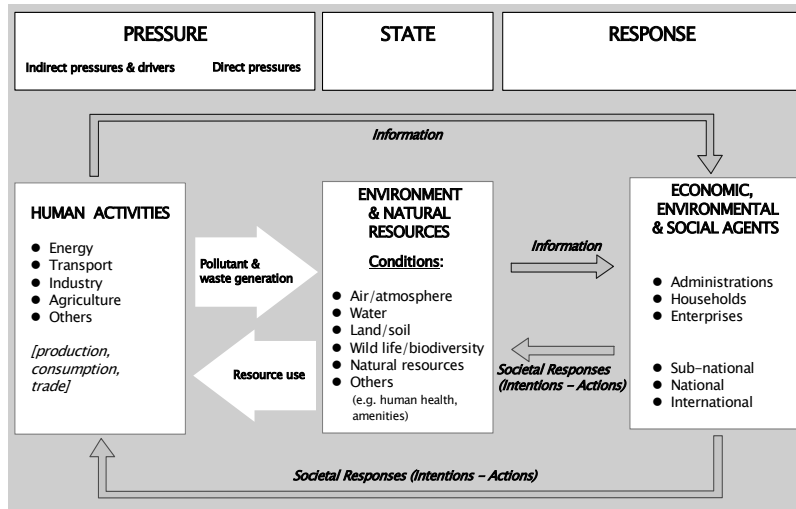 PRESSURE
Indirect pressures & drivers
Direct pressures
STATE
RESPONSE
Information
HUMAN ACTIVITIES
● Energy
● Transport
● Industry
● Agriculture
● Others
[production,
consumption,
trade]
Pollutant &
waste generation
Resource use
ENVIRONMENT
& NATURAL
RESOURCES
Conditions:
● Air/atmosphere
● Water
● Land/soil
● Wild life/biodiversity
● Natural resources
● Others
(e.g. human health,
amenities)
Information
Societal Responses
(Intentions – Actions)
ECONOMIC,
ENVIRONMENTAL
& SOCIAL AGENTS
● Administrations
● Households
● Enterprises
● Sub-national
● National
● International
Societal Responses (Intentions – Actions)